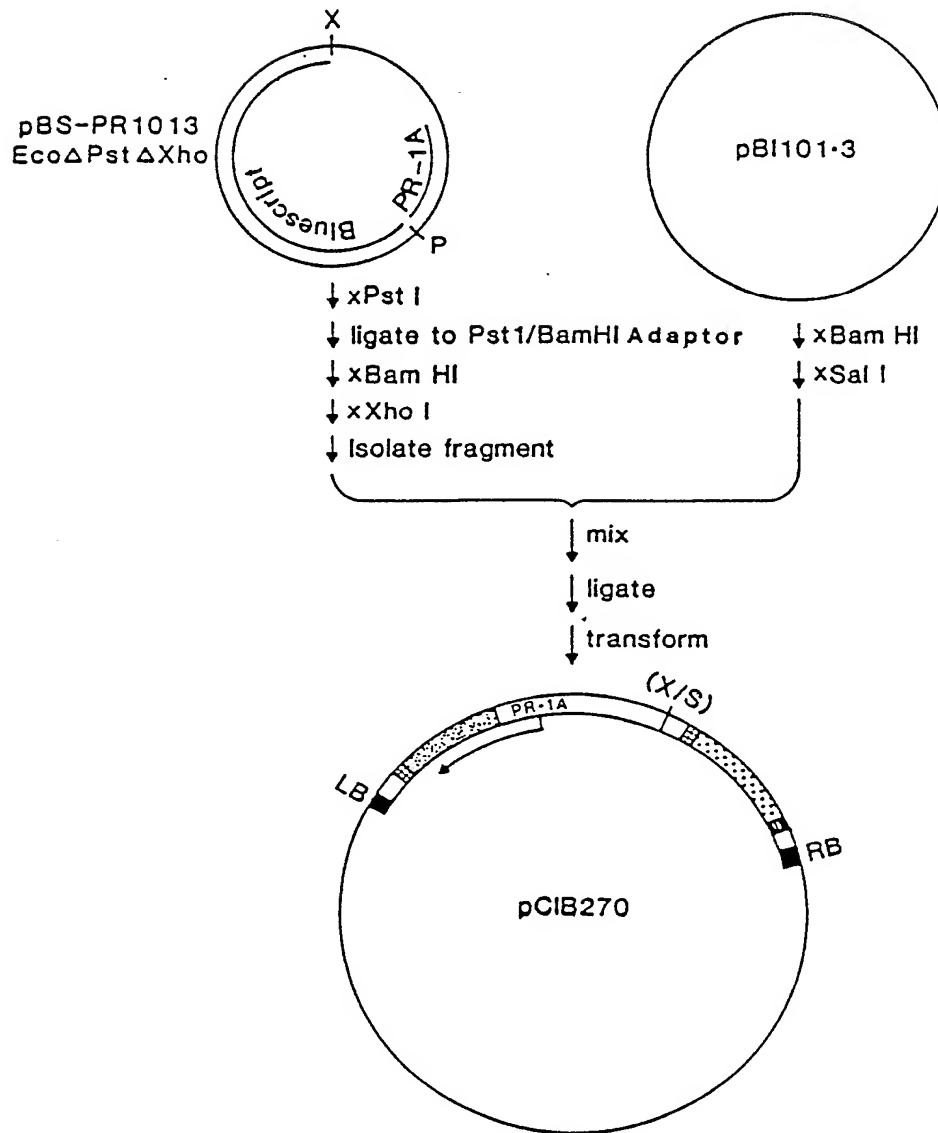 X
pBS-PR1013
EcoΔPstΔXho
PR-1A
Bluescript
P
pBI101·3
xPst I
ligate to Pst1/BamHI Adaptor
xBam HI
xXho I
Isolate fragment
xBam HI
xSal I
mix
ligate
transform
(X/S)
PR-1A
LB
RB
pCIB270